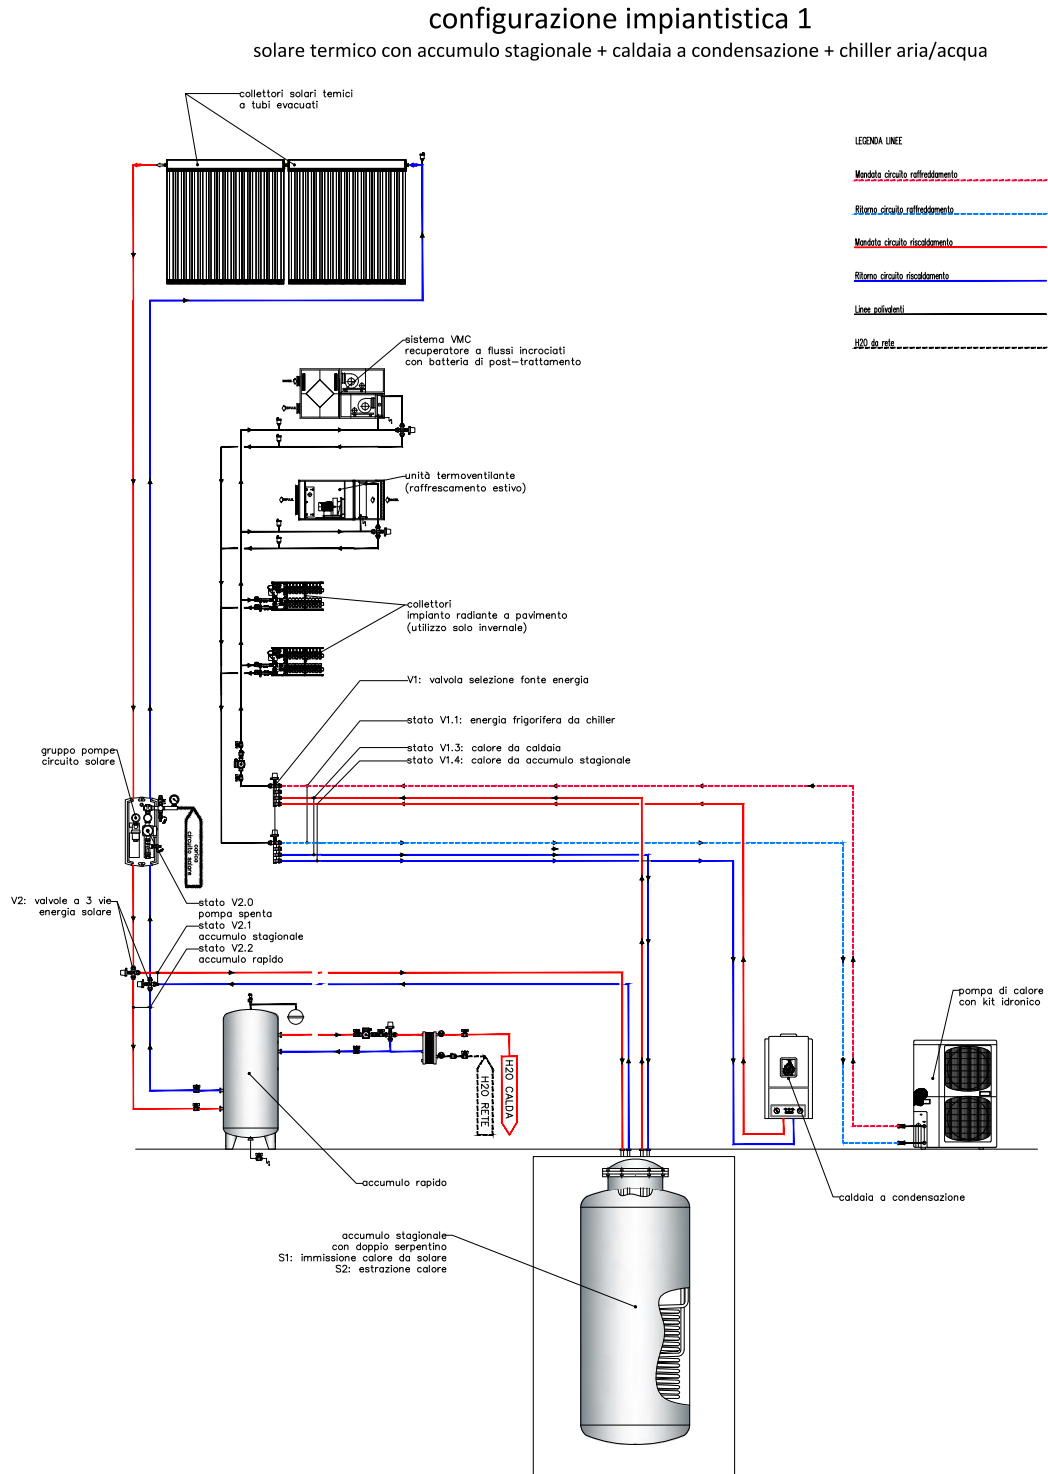 configurazione impiantistica 1
solare termico con accumulo stagionale + caldaia a condensazione + chiller aria/acqua
collettori solari temici
a tubi evacuati
LEGENDA LINEE
Mandata circuito raffreddamento
Ritorno circuito raffreddamento
Mandata circuito riscaldamento
Ritorno circuito riscaldamento
Linee polivalenti
H2O da rete
sistema VMC
recuperatore a flussi incrociati
con batteria di post-trattamento
unità termoventilante
(raffrescamento estivo)
collettori
impianto radiante a pavimento
(utilizzo solo invernale)
V1: valvola selezione fonte energia
stato V1.1: energia frigorifera da chiller
stato V1.3: calore da caldaia
stato V1.4: calore da accumulo stagionale
gruppo pompe
circuito solare
carica
circuito solare
V2: valvole a 3 vie
energia solare
stato V2.0
pompa spenta
stato V2.1
accumulo stagionale
stato V2.2
accumulo rapido
pompa di calore
con kit idronico
H2O RETE
H2O CALDA
accumulo rapido
caldaia a condensazione
accumulo stagionale
con doppio serpentino
S1: immissione calore da solare
S2: estrazione calore